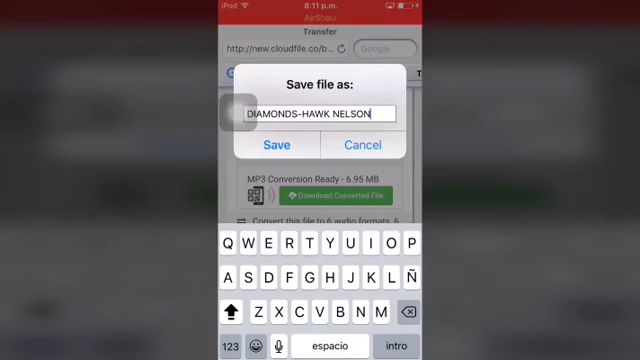 iPod 8:11 p.m.
AirShou
Transfer
http://new.cloudfile.co/b... Google
G T
Save file as:
DIAMONDS-HAWK NELSON
Save Cancel
MP3 Conversion Ready - 6.95 MB
Download Converted File
Convert this file to 6 audio formats, 6
Q W E R T Y U I O P
A S D F G H J K L Ñ
Z X C V B N M
123 espacio intro